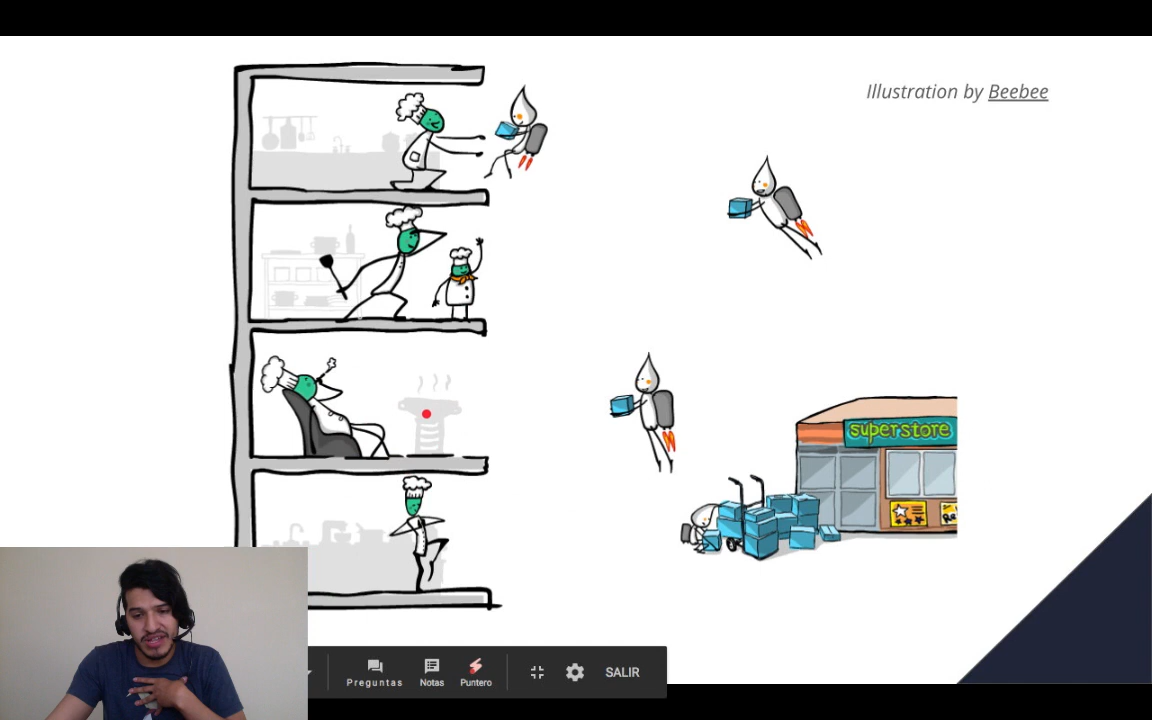 Illustration by Beebee
superstore
Preguntas
Notas
Puntero
SALIR